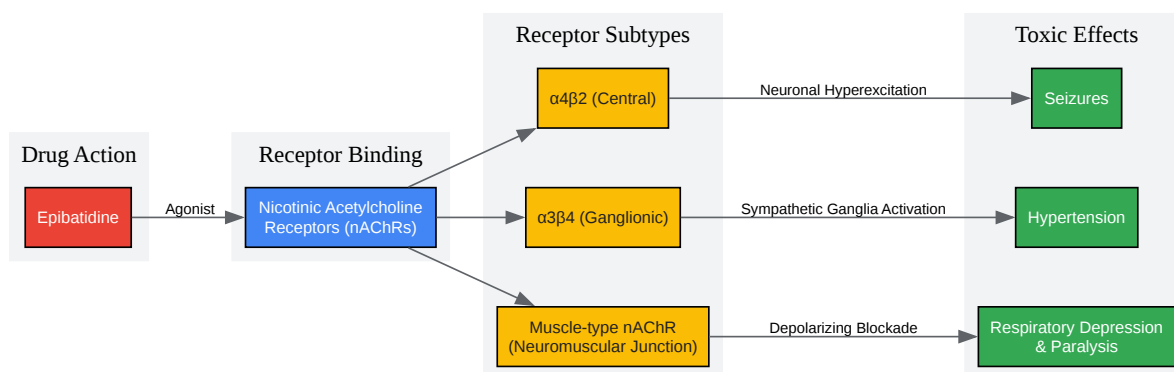 Receptor Subtypes
Toxic Effects
α4β2 (Central)
Neuronal Hyperexcitation
Seizures
Drug Action
Receptor Binding
Epibatidine
Agonist
Nicotinic Acetylcholine
Receptors (nAChRs)
α3β4 (Ganglionic)
Sympathetic Ganglia Activation
Hypertension
Muscle-type nAChR
(Neuromuscular Junction)
Depolarizing Blockade
Respiratory Depression
& Paralysis